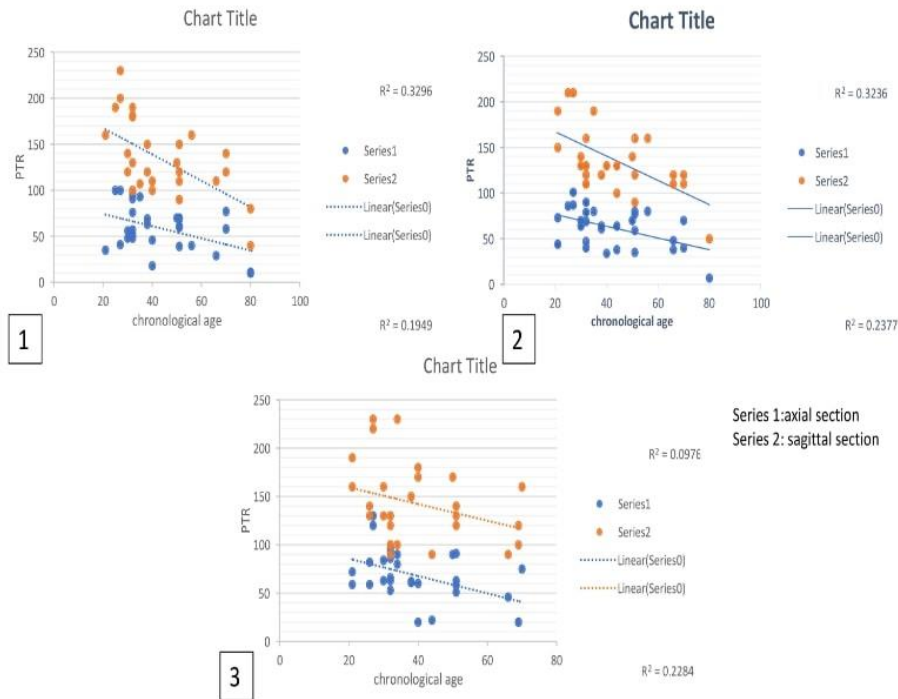 Chart Title
250
200
150
100
50
0
PTR
0 20 40 60 80 100
chronological age
R² = 0.3296
Series1
Series2
Linear(Series0)
Linear(Series0)
R² = 0.1949
1
Chart Title
250
200
150
100
50
0
PTR
0 20 40 60 80 100
chronological age
R² = 0.3236
Series1
Series2
Linear(Series0)
Linear(Series0)
R² = 0.2377
2
Chart Title
250
200
150
100
50
0
PTR
0 20 40 60 80
chronological age
R² = 0.0976
Series1
Series2
Linear(Series0)
Linear(Series0)
R² = 0.2284
3
Series 1:axial section
Series 2: sagittal section